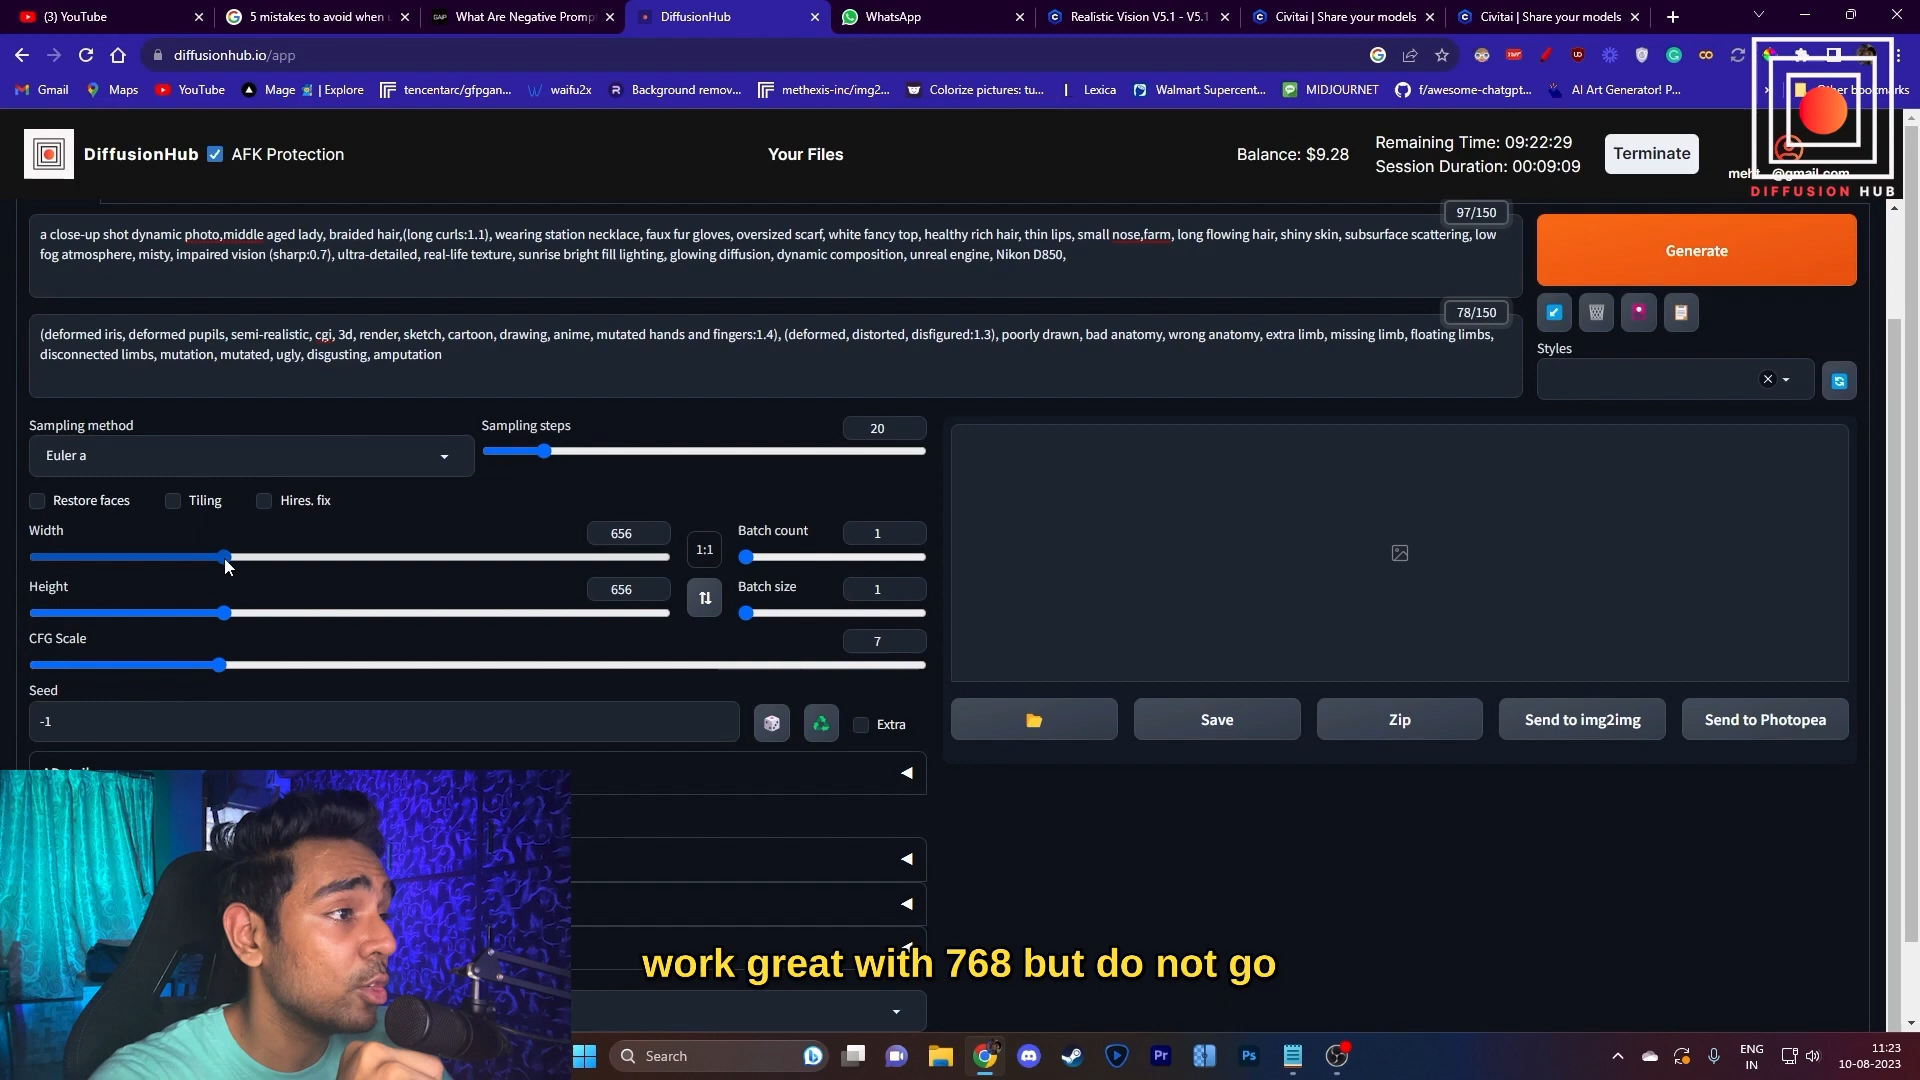 (3) YouTube
5 mistakes to avoid when u
What Are Negative Promp
DiffusionHub
WhatsApp
Realistic Vision V5.1 - V5.1
Civitai | Share your models
Civitai | Share your models
diffusionhub.io/app
Gmail
Maps
YouTube
Mage | Explore
tencentarc/gfpgan...
waifu2x
Background remov...
methexis-inc/img2...
Colorize pictures: tu...
Lexica
Walmart Supercent...
MIDJOURNET
f/awesome-chatgpt...
AI Art Generator! P...
Other bookmarks
DiffusionHub
AFK Protection
Your Files
Balance: $9.28
Remaining Time: 09:22:29
Session Duration: 00:09:09
Terminate
@gmail.com
DIFFUSION HUB
97/150
a close-up shot dynamic photo,middle aged lady, braided hair,(long curls:1.1), wearing station necklace, faux fur gloves, oversized scarf, white fancy top, healthy rich hair, thin lips, small nose,farm, long flowing hair, shiny skin, subsurface scattering, low
fog atmosphere, misty, impaired vision (sharp:0.7), ultra-detailed, real-life texture, sunrise bright fill lighting, glowing diffusion, dynamic composition, unreal engine, Nikon D850,
Generate
78/150
(deformed iris, deformed pupils, semi-realistic, cgi, 3d, render, sketch, cartoon, drawing, anime, mutated hands and fingers:1.4), (deformed, distorted, disfigured:1.3), poorly drawn, bad anatomy, wrong anatomy, extra limb, missing limb, floating limbs,
disconnected limbs, mutation, mutated, ugly, disgusting, amputation
Styles
Sampling method
Sampling steps
20
Euler a
Restore faces
Tiling
Hires. fix
Width
656
1:1
Batch count
1
Height
656
Batch size
1
CFG Scale
7
Seed
-1
Extra
Save
Zip
Send to img2img
Send to Photopea
work great with 768 but do not go
Search
ENG
IN
11:23
10-08-2023